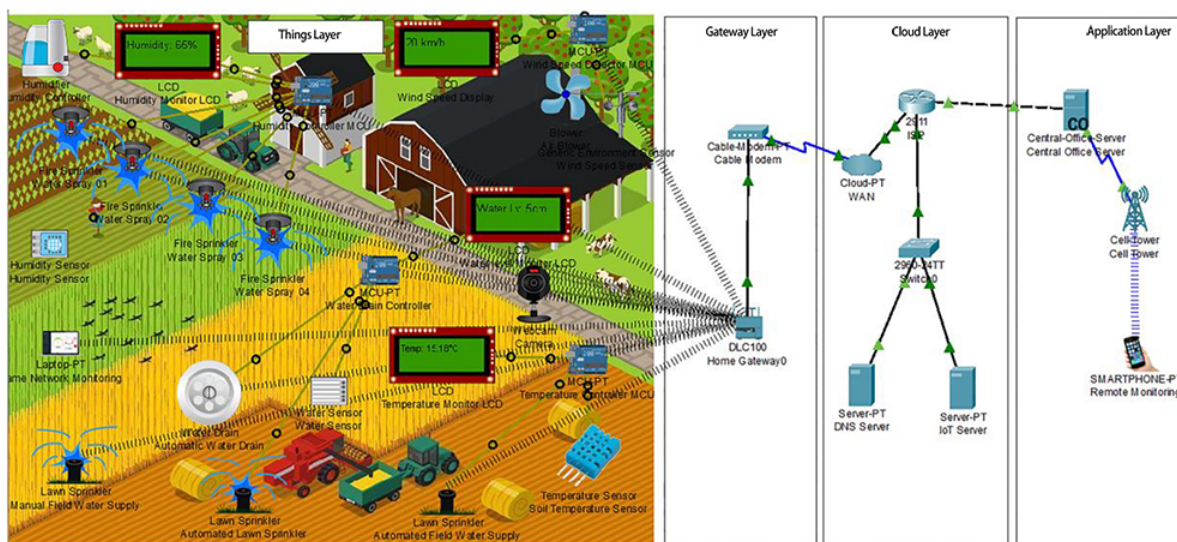 Things Layer
Gateway Layer
Cloud Layer
Application Layer
Humidity: 65%
20 km/h
MCU-PT
Wind Speed Detector MCU
Humidifier
Humidity Controller
LCD
Humidity Monitor LCD
LCD
Wind Speed Display
Humidity Controller MCU
Blower
Air Blower
Generic Environment Sensor
Wind Speed Sensor
Fire Sprinkler
Water Spray 01
Fire Sprinkler
Water Spray 02
Fire Sprinkler
Water Spray 03
Fire Sprinkler
Water Spray 04
Water Lv: 5cm
LCD
Water level Monitor LCD
Humidity Sensor
Humidity Sensor
MCU-PT
Water Drain Controller
Webcam
Camera
Laptop-PT
ame Network Monitoring
Temp: 15.18°C
LCD
Temperature Monitor LCD
MCU-PT
Temperature Controller MCU
Water Drain
Automatic Water Drain
Water Sensor
Water Sensor
Lawn Sprinkler
Manual Field Water Supply
Lawn Sprinkler
Automated Lawn Sprinkler
Lawn Sprinkler
Automated Field Water Supply
Temperature Sensor
Soil Temperature Sensor
Cable-Modem-PT
Cable Modem
DLC100
Home Gateway0
2911
ISP
Cloud-PT
WAN
2960-24TT
Switch0
Server-PT
DNS Server
Server-PT
IoT Server
CO
Central-Office-Server
Central Office Server
Cell Tower
Cell Tower
SMARTPHONE-PT
Remote Monitoring